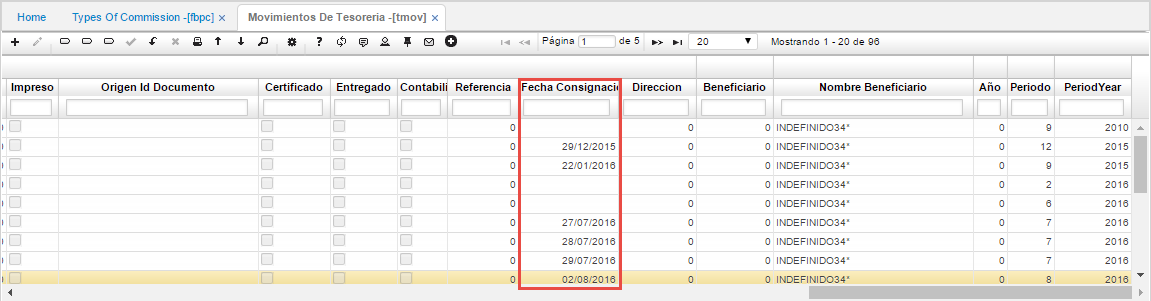 Home Types Of Commission -[fbpc] × Movimientos De Tesoreria -[tmov] ×
Página 1 de 5 20 Mostrando 1 - 20 de 96
Impreso Origen Id Documento Certificado Entregado Contabili Referencia Fecha Consignació Direccion Beneficiario Nombre Beneficiario Año Periodo PeriodYear
0 0 0 INDEFINIDO34* 0 9 2010
0 29/12/2015 0 0 INDEFINIDO34* 0 12 2015
0 22/01/2016 0 0 INDEFINIDO34* 0 9 2015
0 0 0 INDEFINIDO34* 0 2 2016
0 0 0 INDEFINIDO34* 0 6 2016
0 27/07/2016 0 0 INDEFINIDO34* 0 7 2016
0 28/07/2016 0 0 INDEFINIDO34* 0 7 2016
0 29/07/2016 0 0 INDEFINIDO34* 0 7 2016
0 02/08/2016 0 0 INDEFINIDO34* 0 8 2016